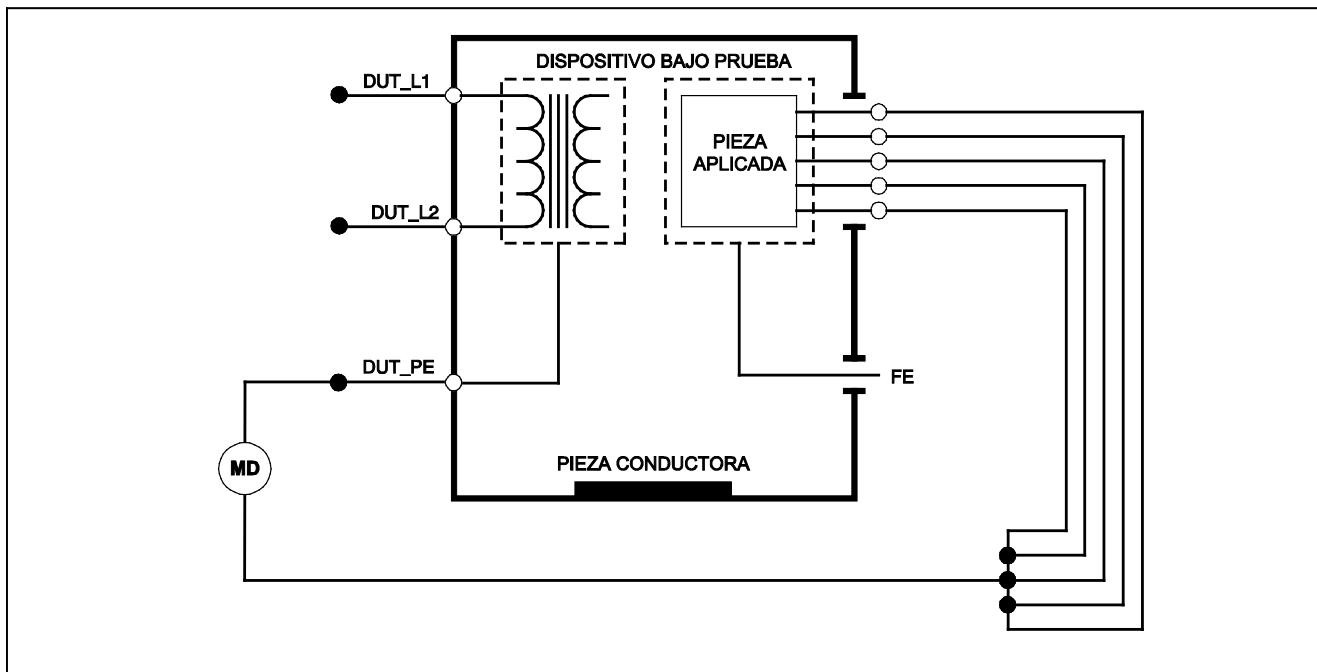 DISPOSITIVO BAJO PRUEBA
DUT_L1
PIEZA
APLICADA
DUT_L2
DUT_PE
FE
MD
PIEZA CONDUCTORA